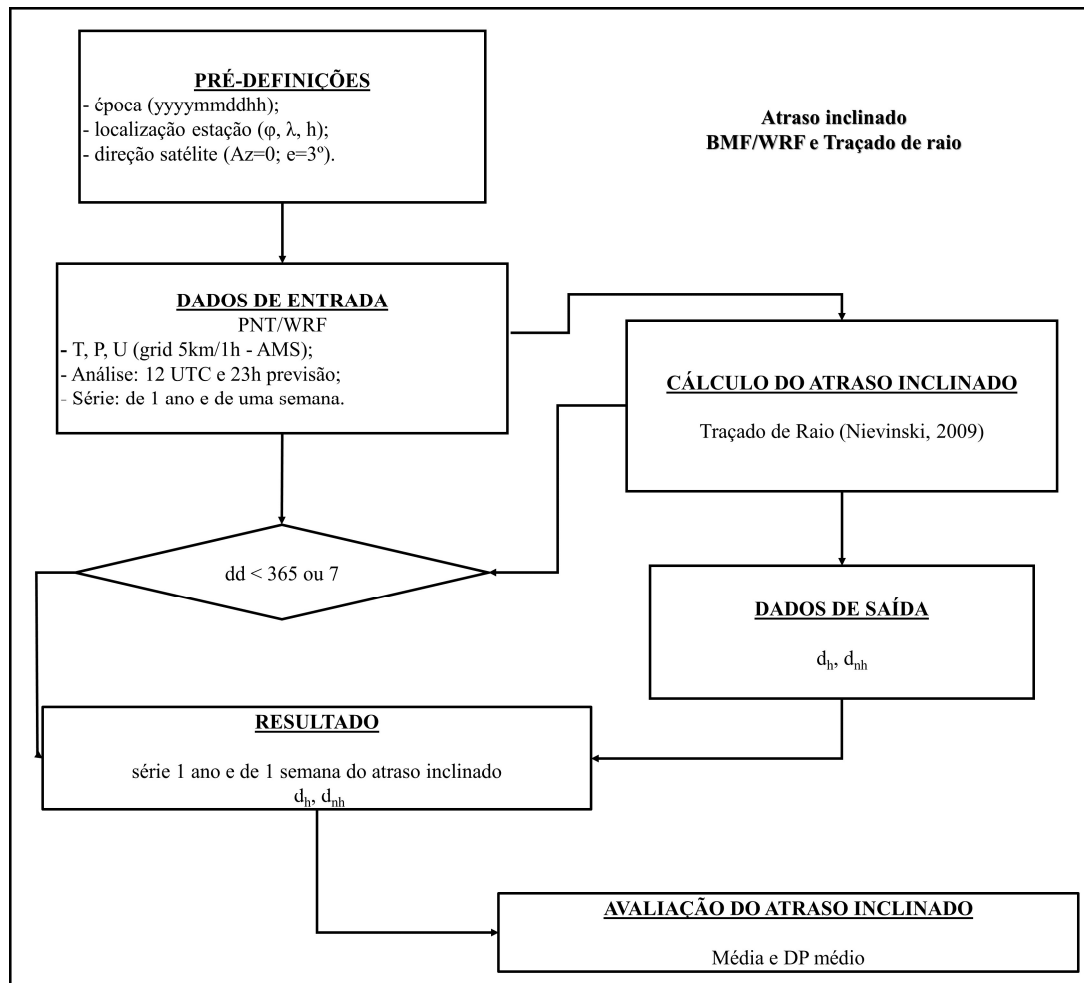 PRÉ-DEFINIÇÕES
- época (yyyymmddhh);
- localização estação (φ, λ, h);
- direção satélite (Az=0; e=3º).
Atraso inclinado
BMF/WRF e Traçado de raio
DADOS DE ENTRADA
PNT/WRF
- T, P, U (grid 5km/1h - AMS);
- Análise: 12 UTC e 23h previsão;
- Série: de 1 ano e de uma semana.
CÁLCULO DO ATRASO INCLINADO
Traçado de Raio (Nievinski, 2009)
dd < 365 ou 7
DADOS DE SAÍDA
dh, dnh
RESULTADO
série 1 ano e de 1 semana do atraso inclinado
dh, dnh
AVALIAÇÃO DO ATRASO INCLINADO
Média e DP médio